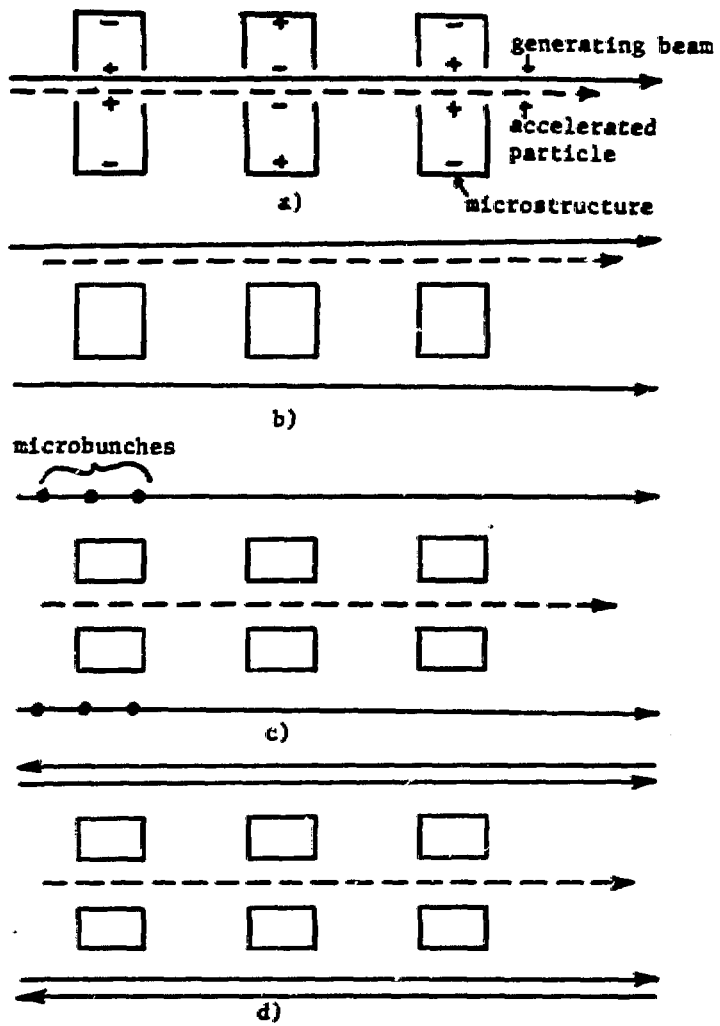 − + −
generating beam
+ − +
+ − +
accelerated
particle
− + −
a)
microstructure
b)
microbunches
c)
d)